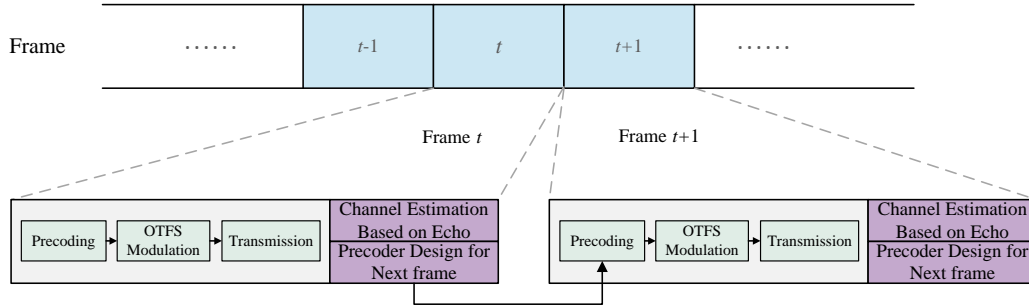 Frame
......
t-1
t
t+1
......
Frame t
Frame t+1
Precoding
OTFS
Modulation
Transmission
Channel Estimation
Based on Echo
Precoder Design for
Next frame
Precoding
OTFS
Modulation
Transmission
Channel Estimation
Based on Echo
Precoder Design for
Next frame